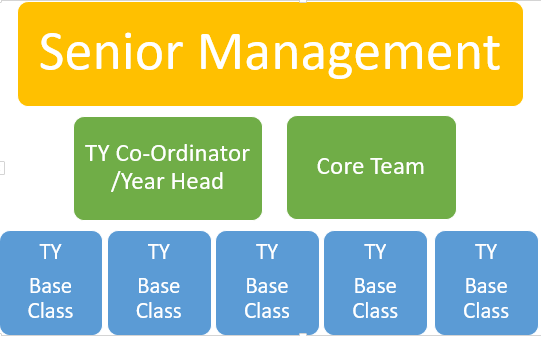 Senior Management
TY Co-Ordinator
/Year Head
Core Team
TY
Base
Class
TY
Base
Class
TY
Base
Class
TY
Base
Class
TY
Base
Class